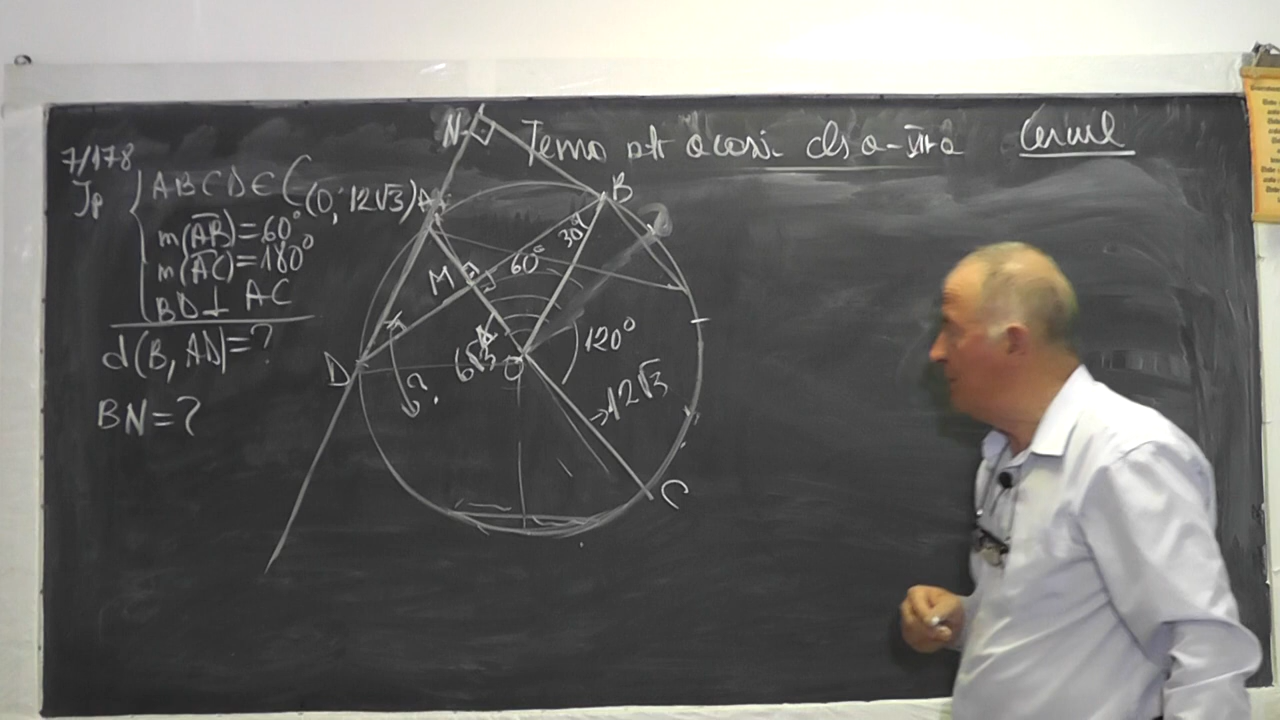 Tema pt acasă cls a-VII a Cercul
7/178
Ip { A B C D ∈ C(O; 12√3)
m(AB)=60°
m(AC)=180°
BD⊥ AC
d(B, AD)=?
BN=?
N
A
B
30°
60°
M
D
6√3
O
120°
12√3
?
C